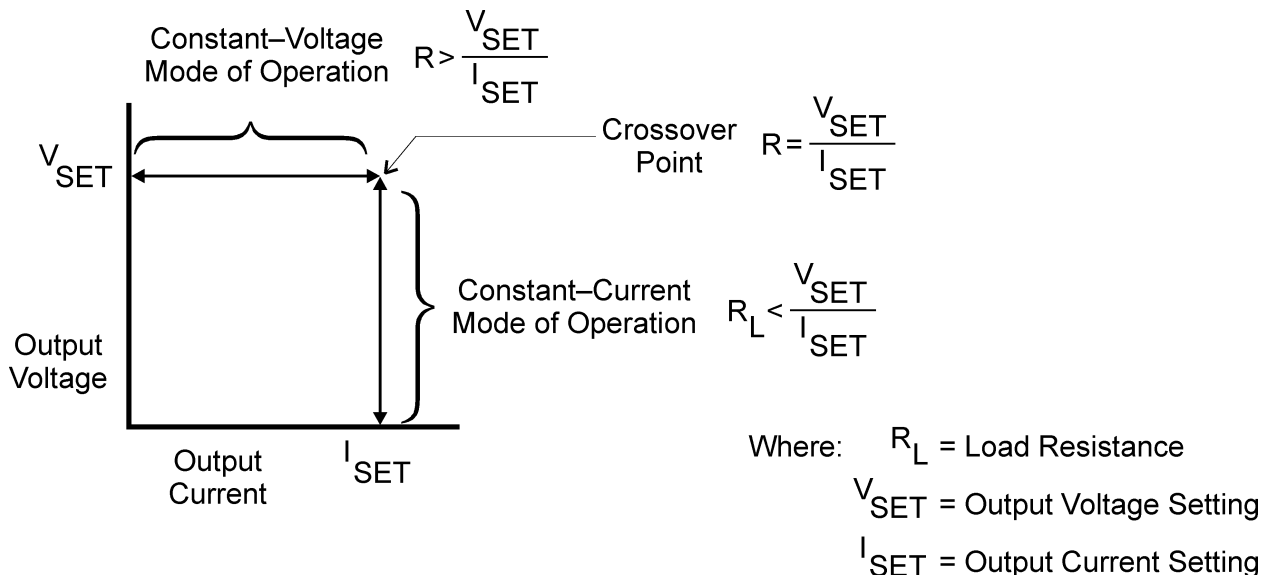 Constant–Voltage
Mode of Operation
R > V_SET / I_SET
V_SET
Crossover
Point
R = V_SET / I_SET
Constant–Current
Mode of Operation
R_L < V_SET / I_SET
Output
Voltage
Output
Current
I_SET
Where: R_L = Load Resistance
V_SET = Output Voltage Setting
I_SET = Output Current Setting